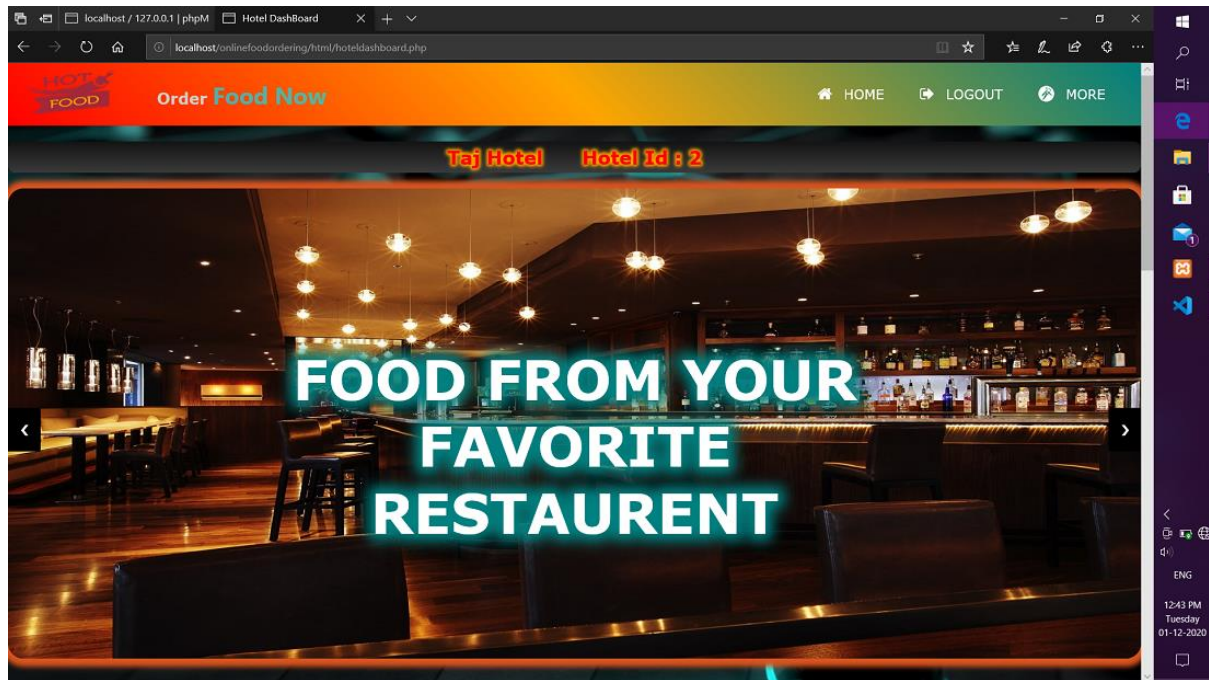 localhost / 127.0.0.1 | phpM
Hotel DashBoard
localhost/onlinefoodordering/html/hoteldashboard.php
HOT
FOOD
Order Food Now
HOME
LOGOUT
MORE
Taj Hotel Hotel Id : 2
FOOD FROM YOUR
FAVORITE
RESTAURENT
1
ENG
12:43 PM
Tuesday
01-12-2020